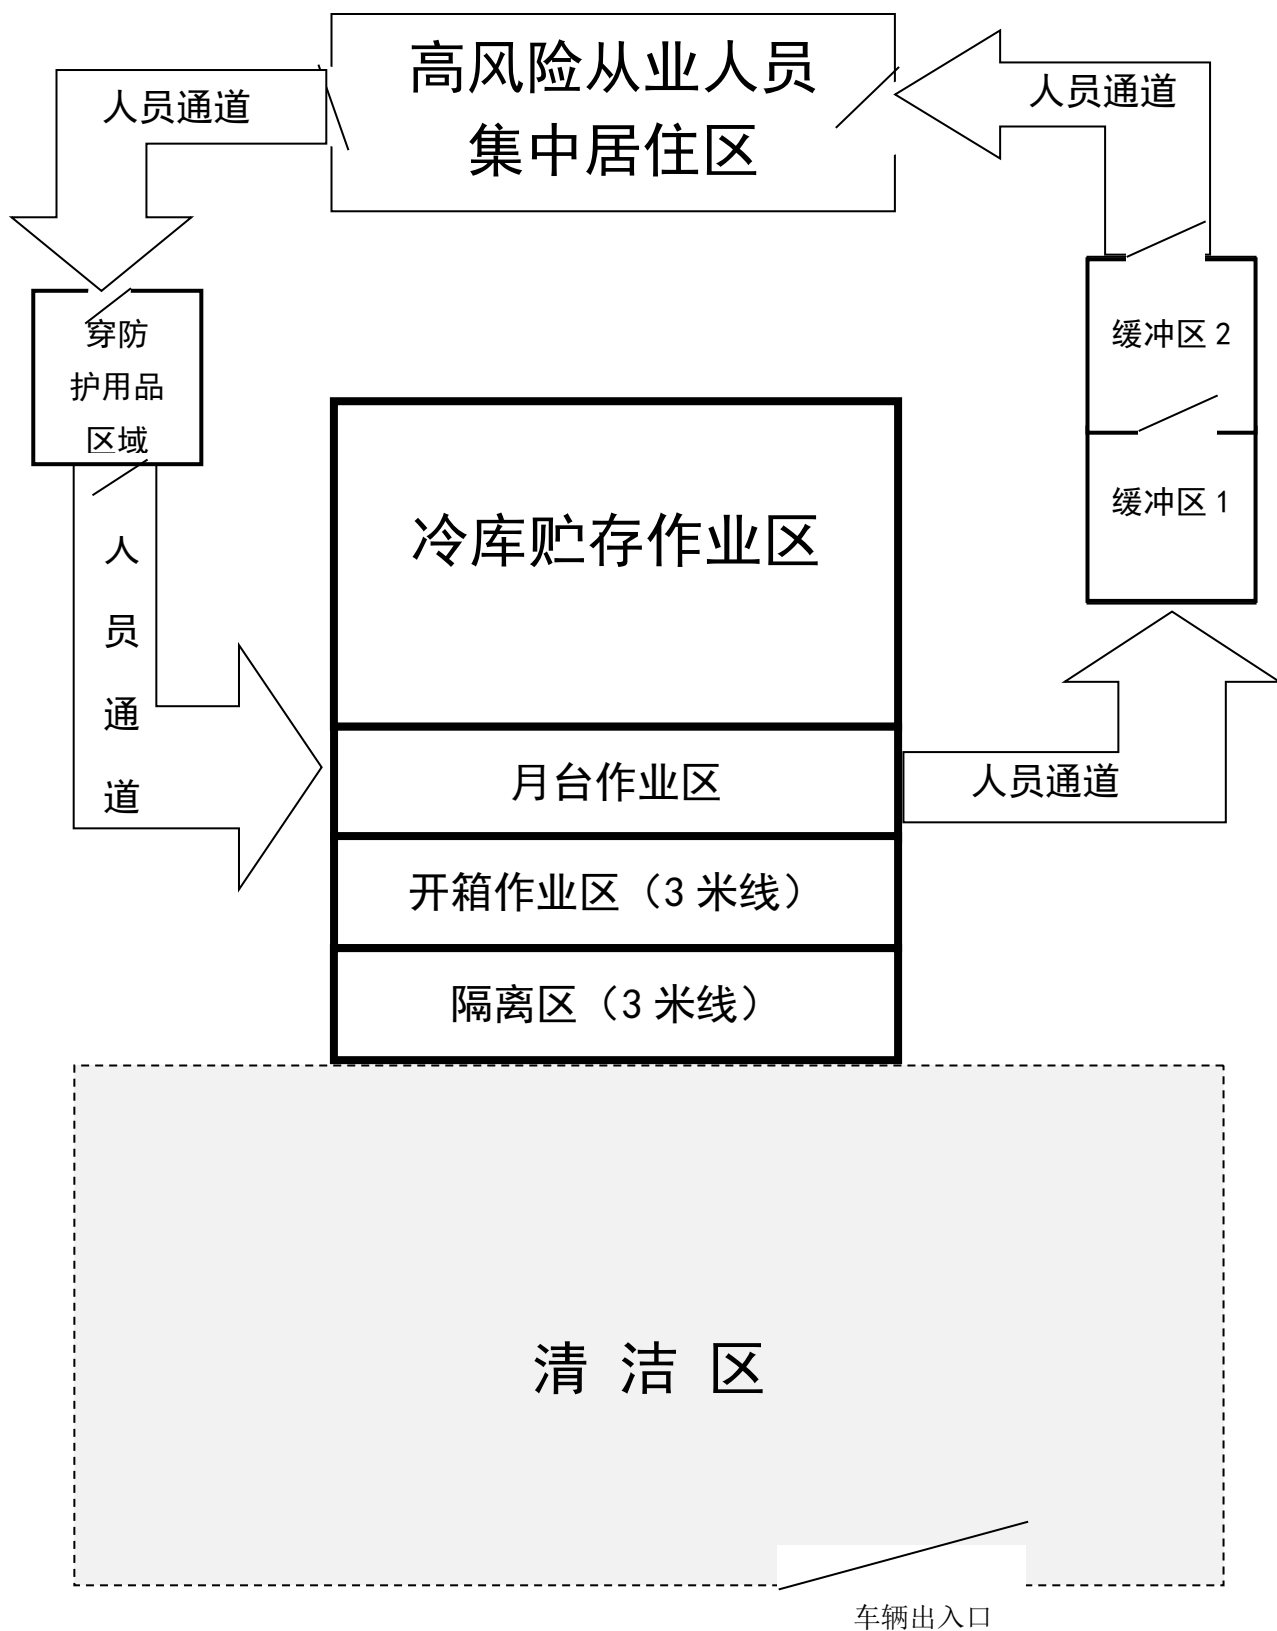 高风险从业人员
集中居住区
人员通道
人员通道
穿防
护用品
区域
缓冲区 2
缓冲区 1
冷库贮存作业区
人
员
通
道
月台作业区
人员通道
开箱作业区（3 米线）
隔离区（3 米线）
清 洁 区
车辆出入口